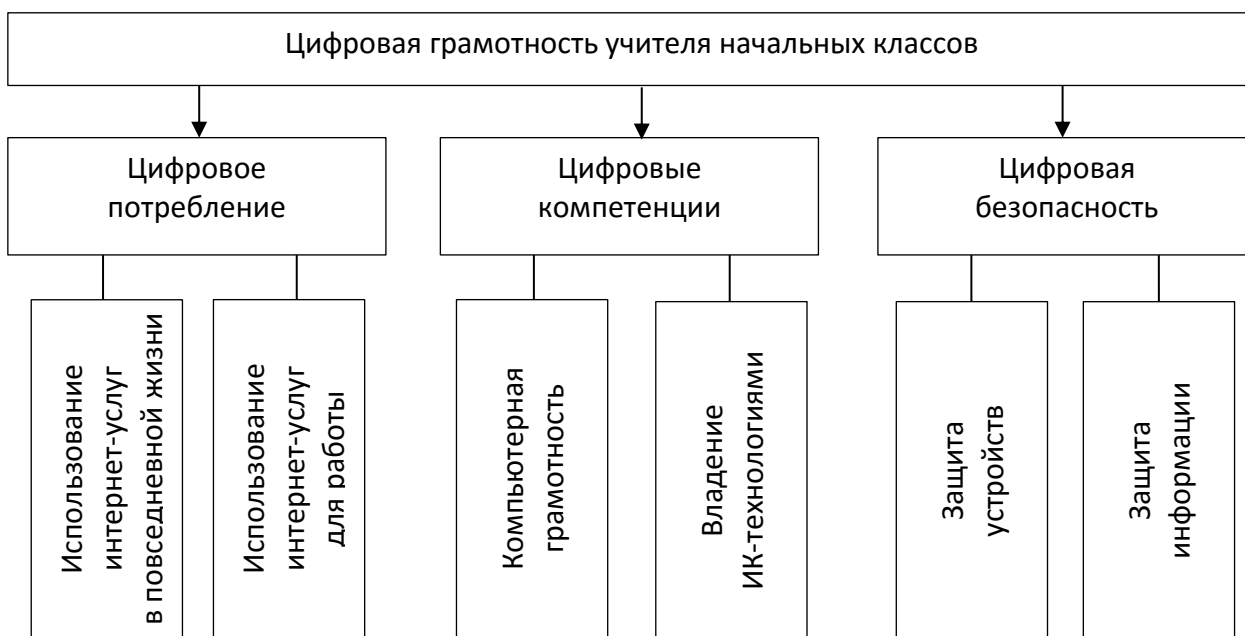 Цифровая грамотность учителя начальных классов
Цифровое
потребление
Цифровые
компетенции
Цифровая
безопасность
Использование
интернет-услуг
в повседневной жизни
Использование
интернет-услуг
для работы
Компьютерная
грамотность
Владение
ИК-технологиями
Защита
устройств
Защита
информации